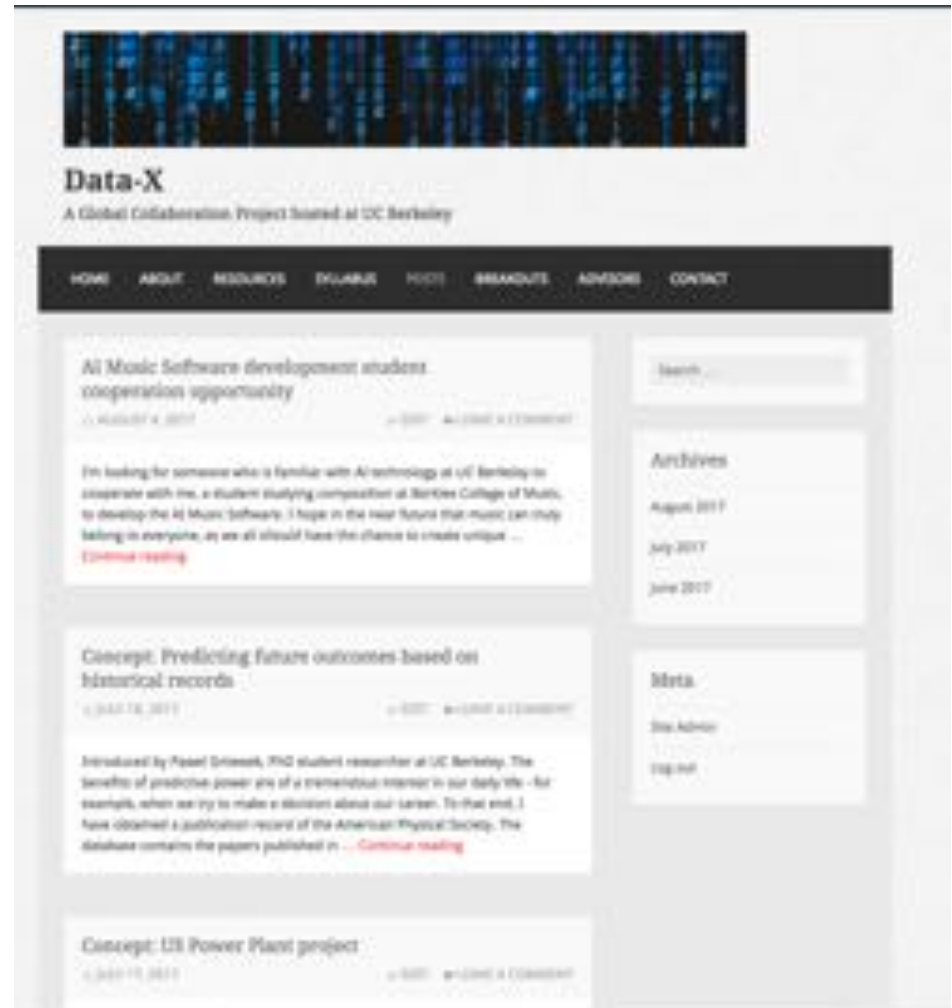 Data-X
A Global Collaboration Project hosted at UC Berkeley
HOME ABOUT RESOURCES SYLLABUS POSTS BREAKOUTS ADVISORS CONTACT
AI Music Software development student
cooperation opportunity
AUGUST 4, 2017 EDIT LEAVE A COMMENT
I'm looking for someone who is familiar with AI technology at UC Berkeley to
cooperate with me, a student studying composition at Berklee College of Music,
to develop the AI Music Software. I hope in the near future that music can truly
belong to everyone, as we all should have the chance to create unique ...
Continue reading
Concept: Predicting future outcomes based on
historical records
JULY 18, 2017 EDIT LEAVE A COMMENT
Introduced by Pawel PhD student researcher at UC Berkeley. The
benefits of predictive power are of a tremendous interest in our daily life - for
example, when we try to make a decision about our career. To that end, I
have obtained a publication record of the American Physical Society. The
database contains the papers published in ... Continue reading
Concept: US Power Plant project
JULY 17, 2017 EDIT LEAVE A COMMENT
Search ...
Archives
August 2017
July 2017
June 2017
Meta
Site Admin
Log out